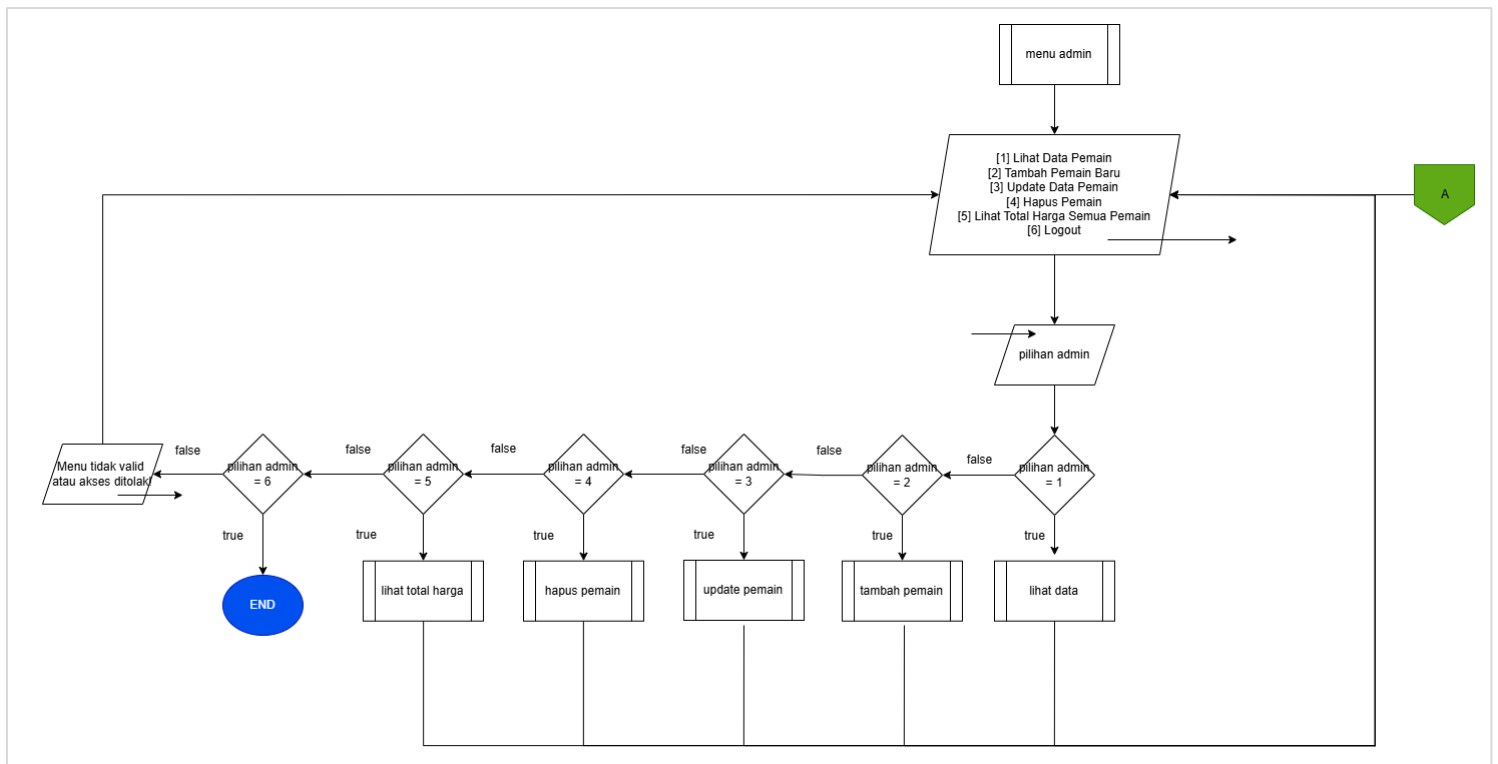 menu admin
[1] Lihat Data Pemain
[2] Tambah Pemain Baru
[3] Update Data Pemain
[4] Hapus Pemain
[5] Lihat Total Harga Semua Pemain
[6] Logout
A
pilihan admin
Menu tidak valid
atau akses ditolak!
false
pilihan admin
= 6
false
pilihan admin
= 5
false
pilihan admin
= 4
false
pilihan admin
= 3
false
pilihan admin
= 2
false
pilihan admin
= 1
true
true
true
true
true
true
END
lihat total harga
hapus pemain
update pemain
tambah pemain
lihat data